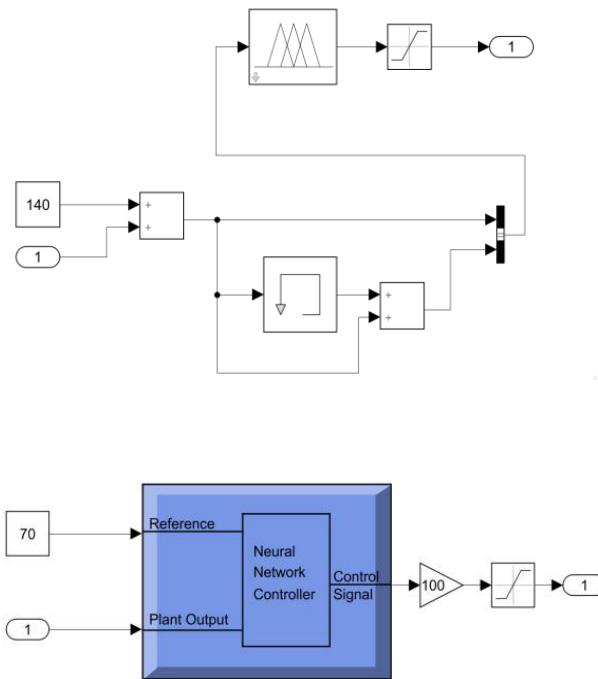 1
140
+
+
1
+
+
70
Reference
Neural
Network
Controller
Control
Signal
100
1
Plant Output
1